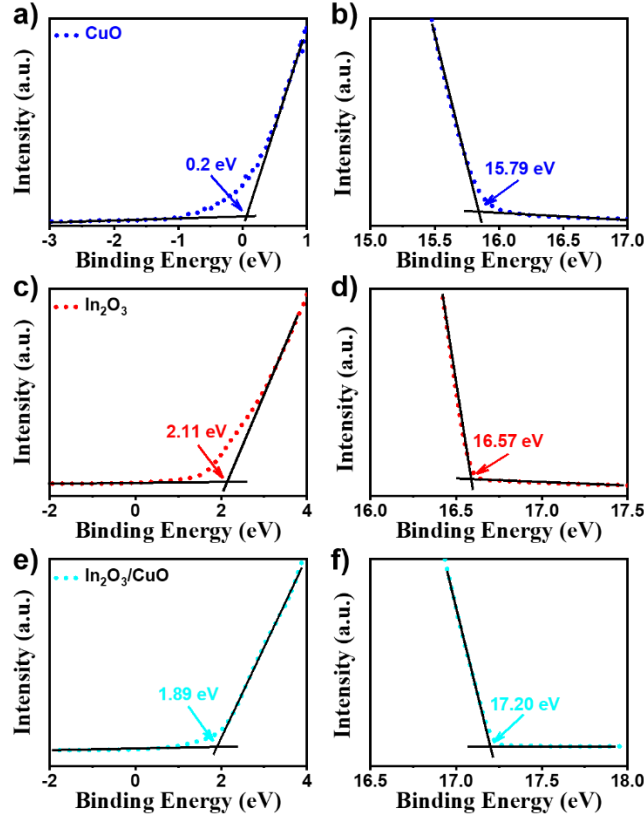 a)
CuO
0.2 eV
Intensity (a.u.)
-3 -2 -1 0 1
Binding Energy (eV)
b)
15.79 eV
Intensity (a.u.)
15.0 15.5 16.0 16.5 17.0
Binding Energy (eV)
c)
In₂O₃
2.11 eV
Intensity (a.u.)
-2 0 2 4
Binding Energy (eV)
d)
16.57 eV
Intensity (a.u.)
16.0 16.5 17.0 17.5
Binding Energy (eV)
e)
In₂O₃/CuO
1.89 eV
Intensity (a.u.)
-2 0 2 4
Binding Energy (eV)
f)
17.20 eV
Intensity (a.u.)
16.5 17.0 17.5 18.0
Binding Energy (eV)